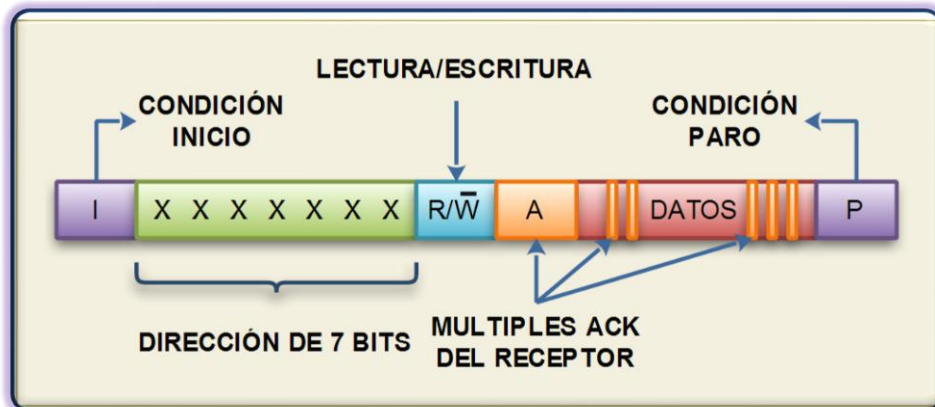 LECTURA/ESCRITURA
CONDICIÓN
INICIO
CONDICIÓN
PARO
I X X X X X X X R/W̅ A DATOS P
DIRECCIÓN DE 7 BITS
MULTIPLES ACK
DEL RECEPTOR